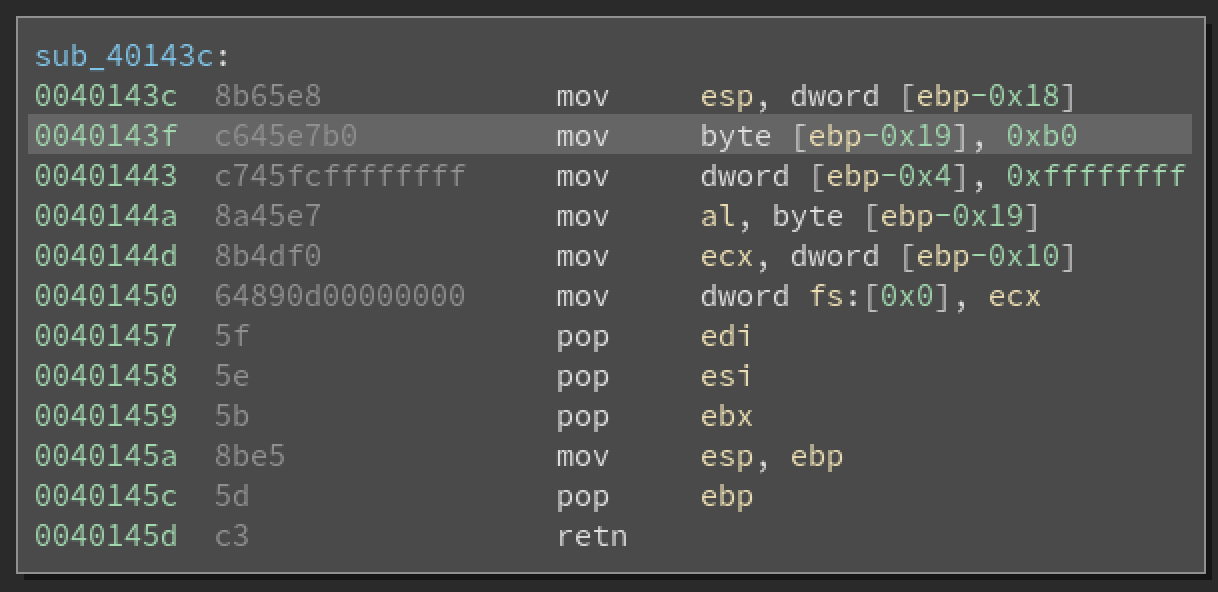 sub_40143c:
0040143c 8b65e8 mov esp, dword [ebp-0x18]
0040143f c645e7b0 mov byte [ebp-0x19], 0xb0
00401443 c745fcffffffff mov dword [ebp-0x4], 0xffffffff
0040144a 8a45e7 mov al, byte [ebp-0x19]
0040144d 8b4df0 mov ecx, dword [ebp-0x10]
00401450 64890d00000000 mov dword fs:[0x0], ecx
00401457 5f pop edi
00401458 5e pop esi
00401459 5b pop ebx
0040145a 8be5 mov esp, ebp
0040145c 5d pop ebp
0040145d c3 retn